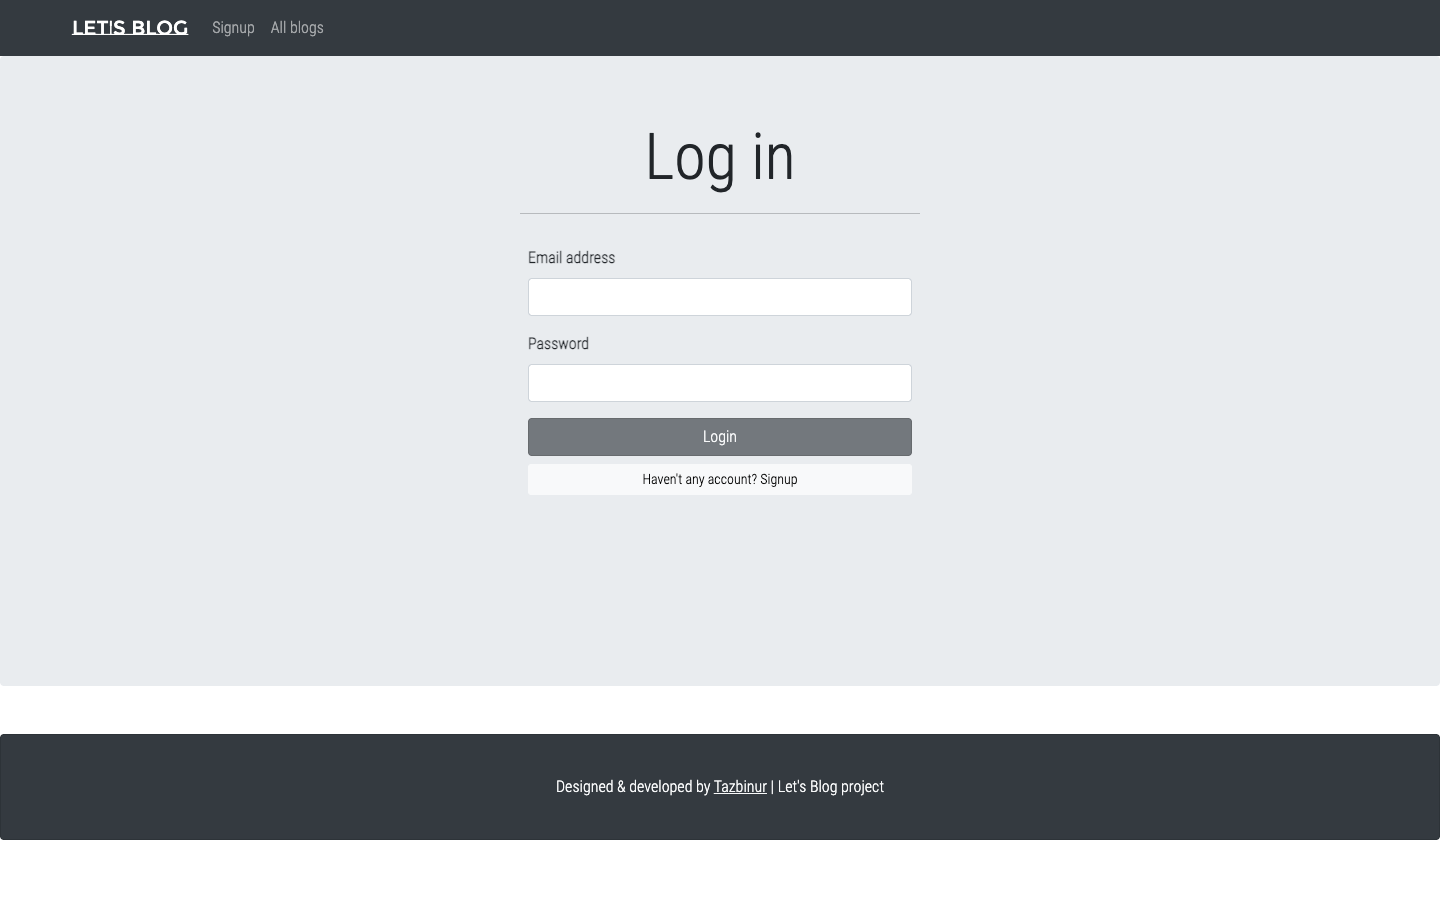 LET|S BLOG Signup All blogs
Log in
Email address
Password
Login
Haven't any account? Signup
Designed & developed by Tazbinur | Let's Blog project